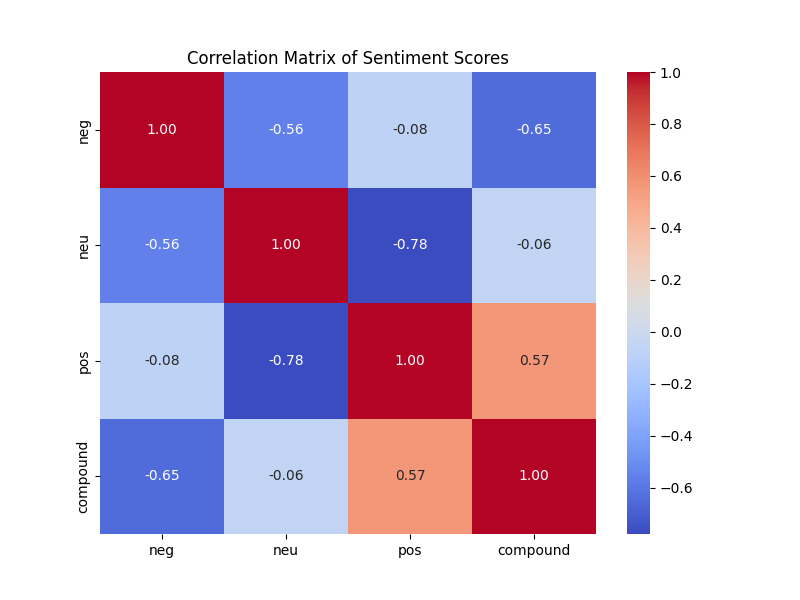 Correlation Matrix of Sentiment Scores
neg 1.00 -0.56 -0.08 -0.65
neu -0.56 1.00 -0.78 -0.06
pos -0.08 -0.78 1.00 0.57
compound -0.65 -0.06 0.57 1.00
neg neu pos compound
1.0
0.8
0.6
0.4
0.2
0.0
−0.2
−0.4
−0.6